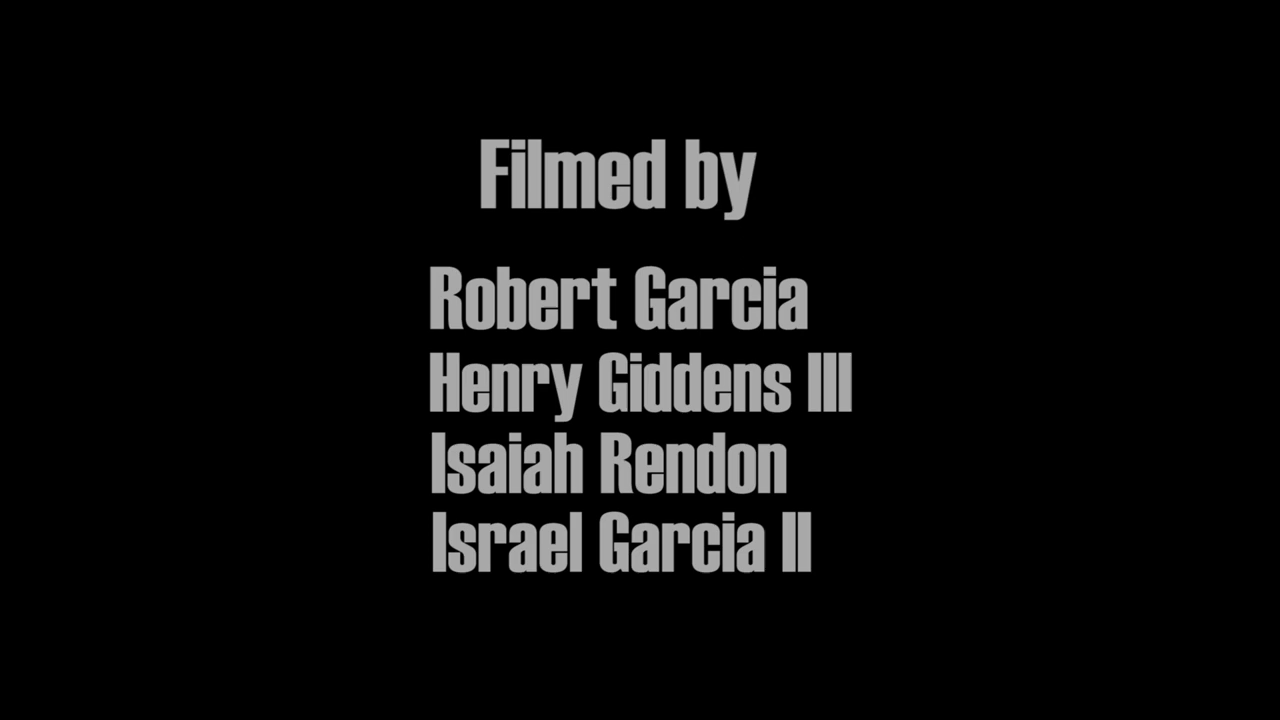 Filmed by
Robert Garcia
Henry Giddens III
Isaiah Rendon
Israel Garcia II